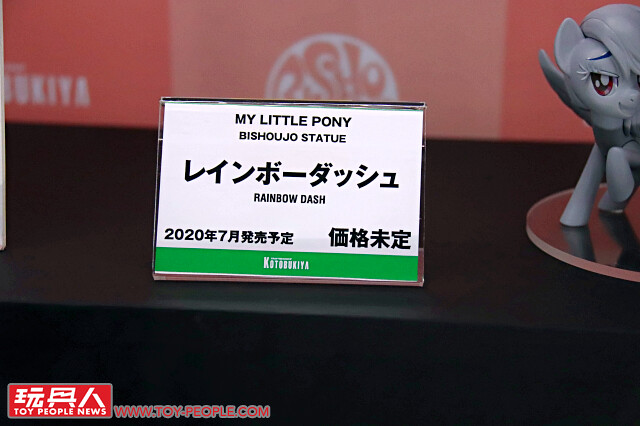 BISHO
KOTOBUKIYA
MY LITTLE PONY
BISHOUJO STATUE
レインボーダッシュ
RAINBOW DASH
2020年7月発売予定 価格未定
KOTOBUKIYA
玩具人
TOY PEOPLE NEWS
WWW.TOY-PEOPLE.COM